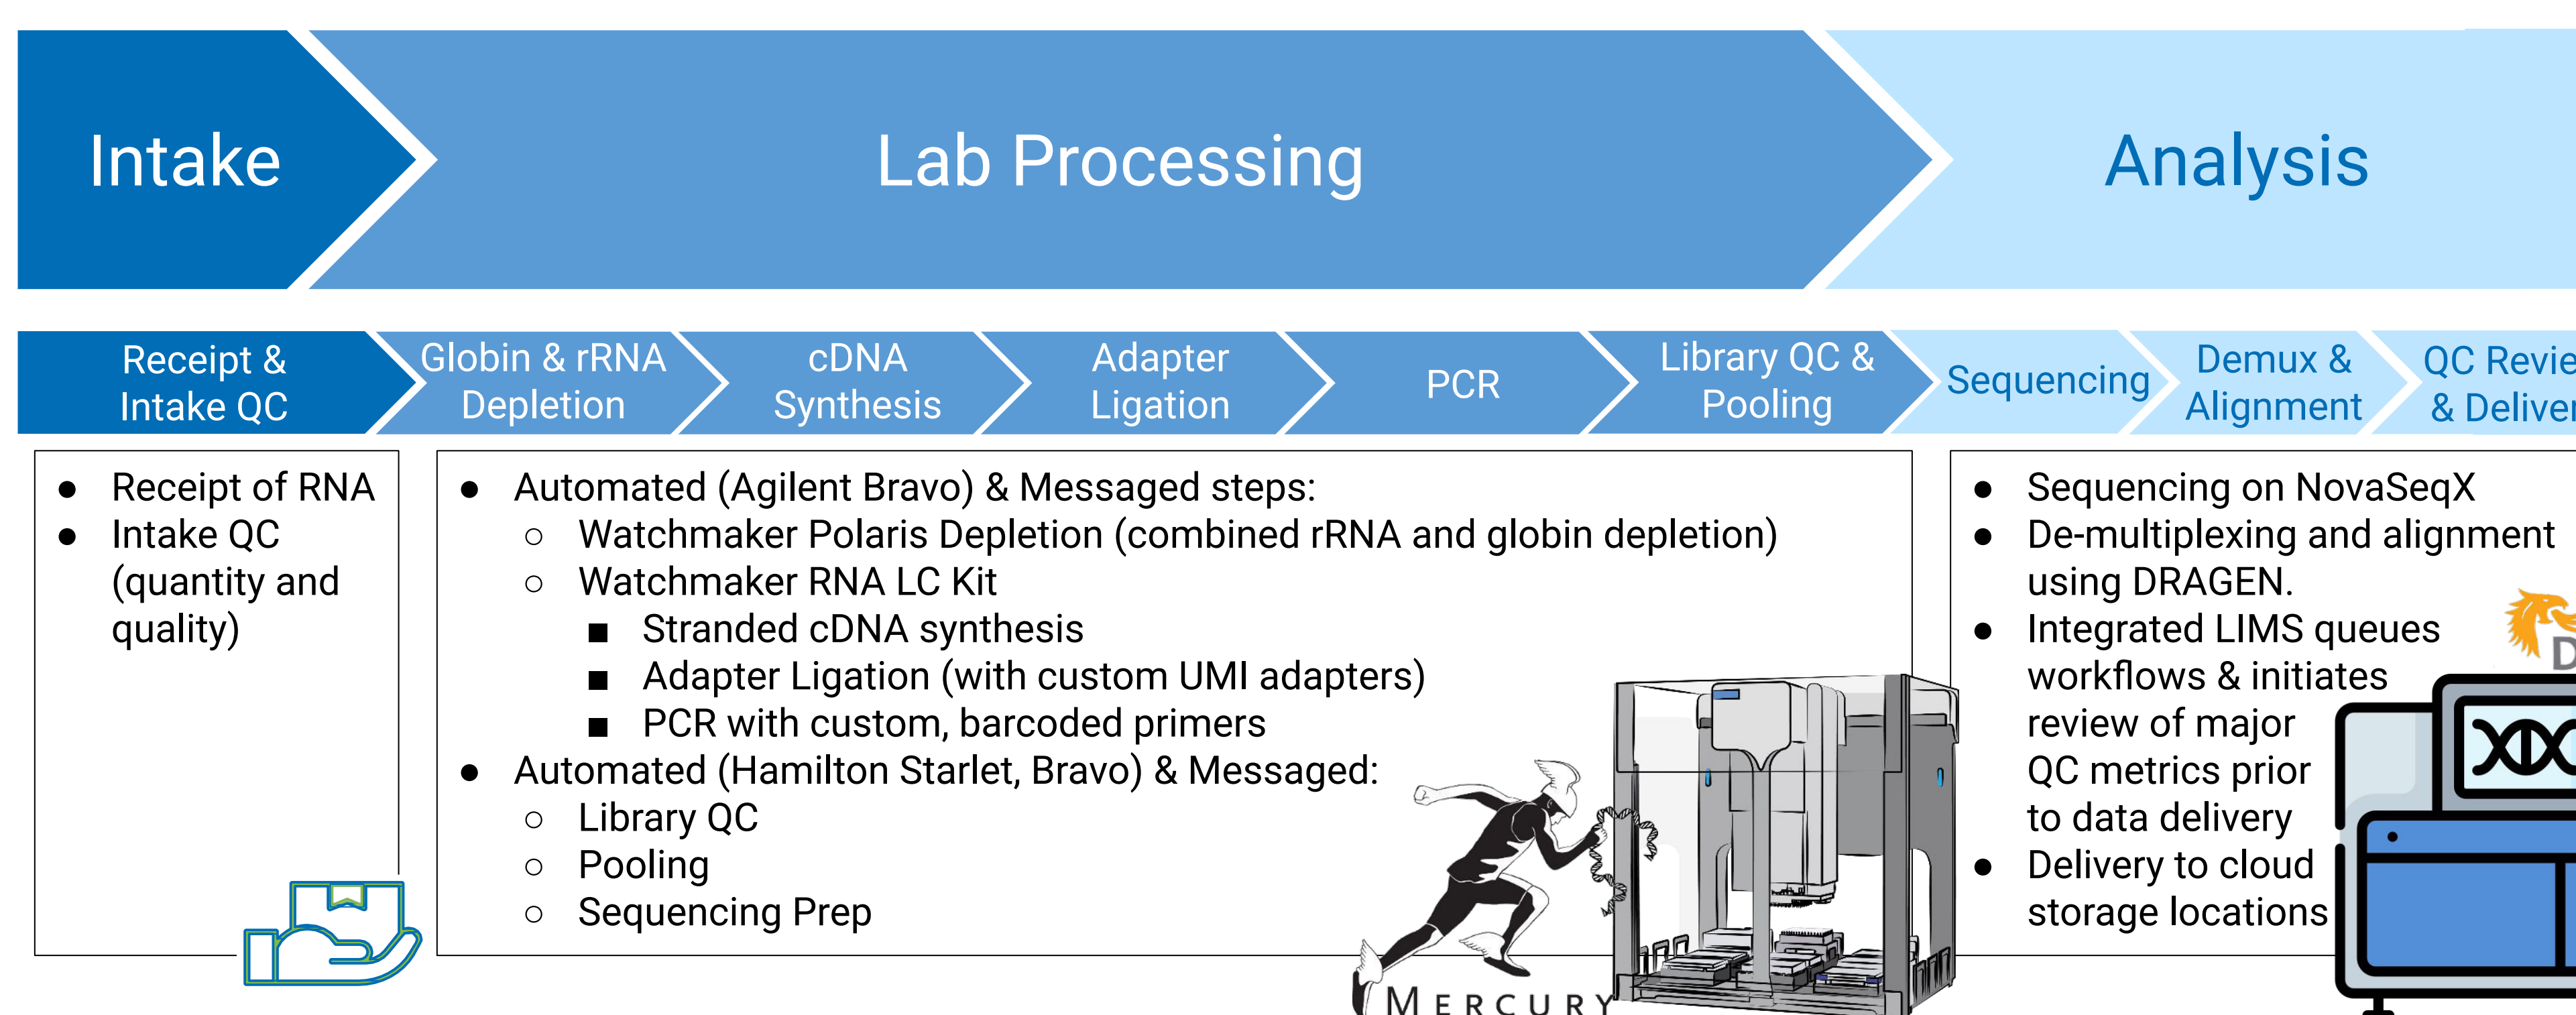 Intake
Lab Processing
Analysis
Receipt &
Intake QC
Globin & rRNA
Depletion
cDNA
Synthesis
Adapter
Ligation
PCR
Library QC &
Pooling
Sequencing
Demux &
Alignment
QC
&
● Receipt of RNA
● Intake QC
(quantity and
quality)
● Automated (Agilent Bravo) & Messaged steps:
○ Watchmaker Polaris Depletion (combined rRNA and globin depletion)
○ Watchmaker RNA LC Kit
■ Stranded cDNA synthesis
■ Adapter Ligation (with custom UMI adapters)
■ PCR with custom, barcoded primers
● Automated (Hamilton Starlet, Bravo) & Messaged:
○ Library QC
○ Pooling
○ Sequencing Prep
MERCURY
● Sequencing on NovaSeqX
● De-multiplexing and alignment
using DRAGEN.
● Integrated LIMS queues
workflows & initiates
review of major
QC metrics prior
to data delivery
● Delivery to cloud
storage locations